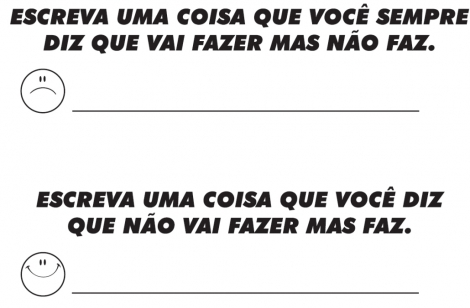 ESCREVA UMA COISA QUE VOCÊ SEMPRE
DIZ QUE VAI FAZER MAS NÃO FAZ.
ESCREVA UMA COISA QUE VOCÊ DIZ
QUE NÃO VAI FAZER MAS FAZ.